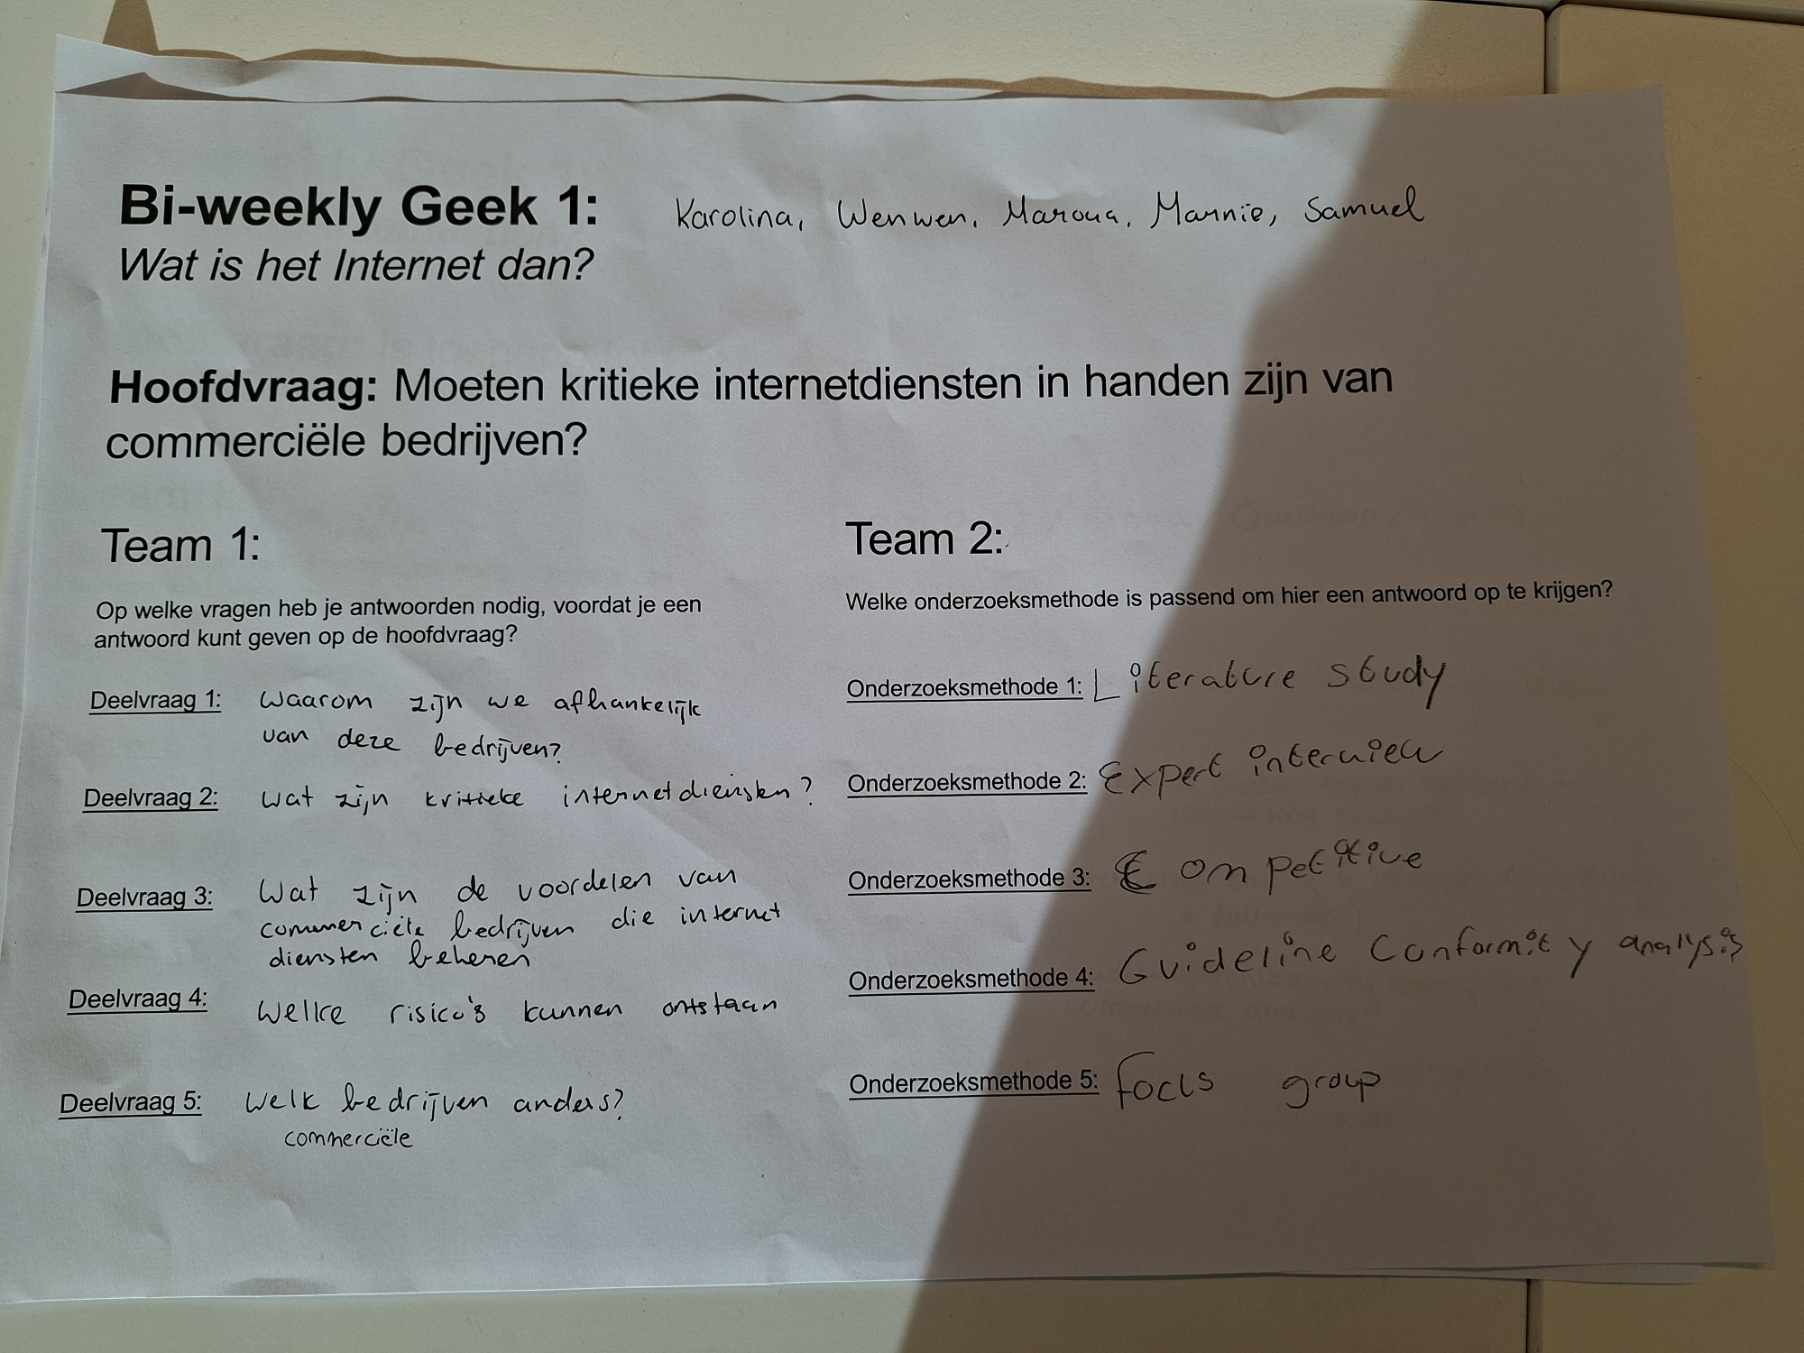 Bi-weekly Geek 1:
Karolina, Wenwen, Maroua, Marnie, Samuel
Wat is het Internet dan?
Hoofdvraag: Moeten kritieke internetdiensten in handen zijn van
commerciële bedrijven?
Team 1:
Op welke vragen heb je antwoorden nodig, voordat je een
antwoord kunt geven op de hoofdvraag?
Deelvraag 1: Waarom zijn we afhankelijk
van deze bedrijven?
Deelvraag 2: Wat zijn kritieke internetdiensten?
Deelvraag 3: Wat zijn de voordelen van
commerciële bedrijven die internet
diensten beheren
Deelvraag 4: Welke risico's kunnen ontstaan
Deelvraag 5: Welk bedrijven anders?
commerciële
Team 2:
Welke onderzoeksmethode is passend om hier een antwoord op te krijgen?
Onderzoeksmethode 1: Literature study
Onderzoeksmethode 2: Expert interview
Onderzoeksmethode 3: Competitive
Onderzoeksmethode 4: Guideline Conformity analysis
Onderzoeksmethode 5: Focus group